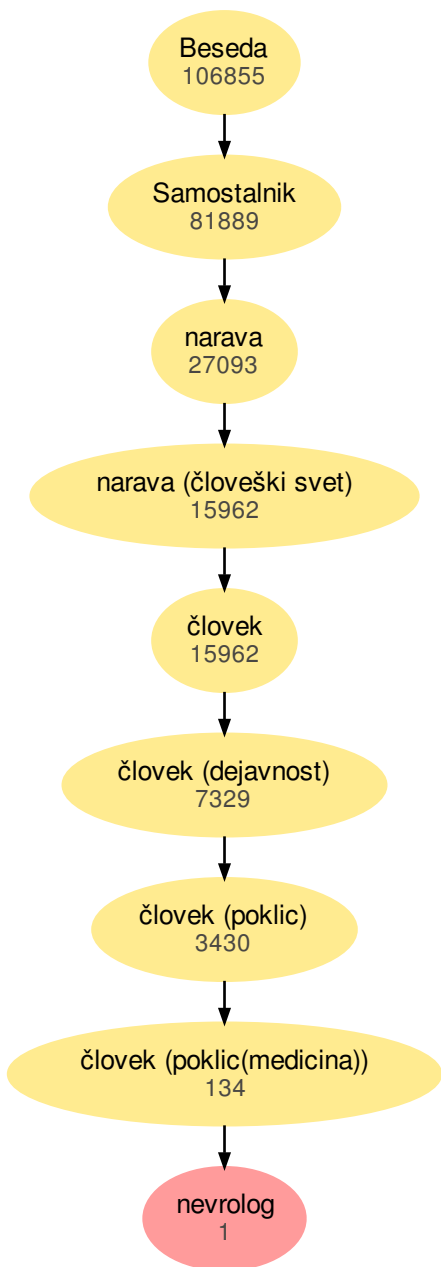 Beseda
106855
Samostalnik
81889
narava
27093
narava (človeški svet)
15962
človek
15962
človek (dejavnost)
7329
človek (poklic)
3430
človek (poklic(medicina))
134
nevrolog
1